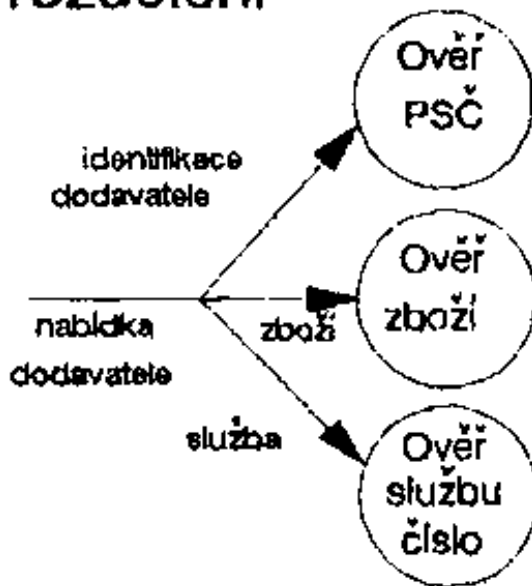 Ověř
PSČ
identifikace
dodavatele
Ověř
zboží
zboží
nabídka
dodavatele
služba
Ověř
službu
číslo